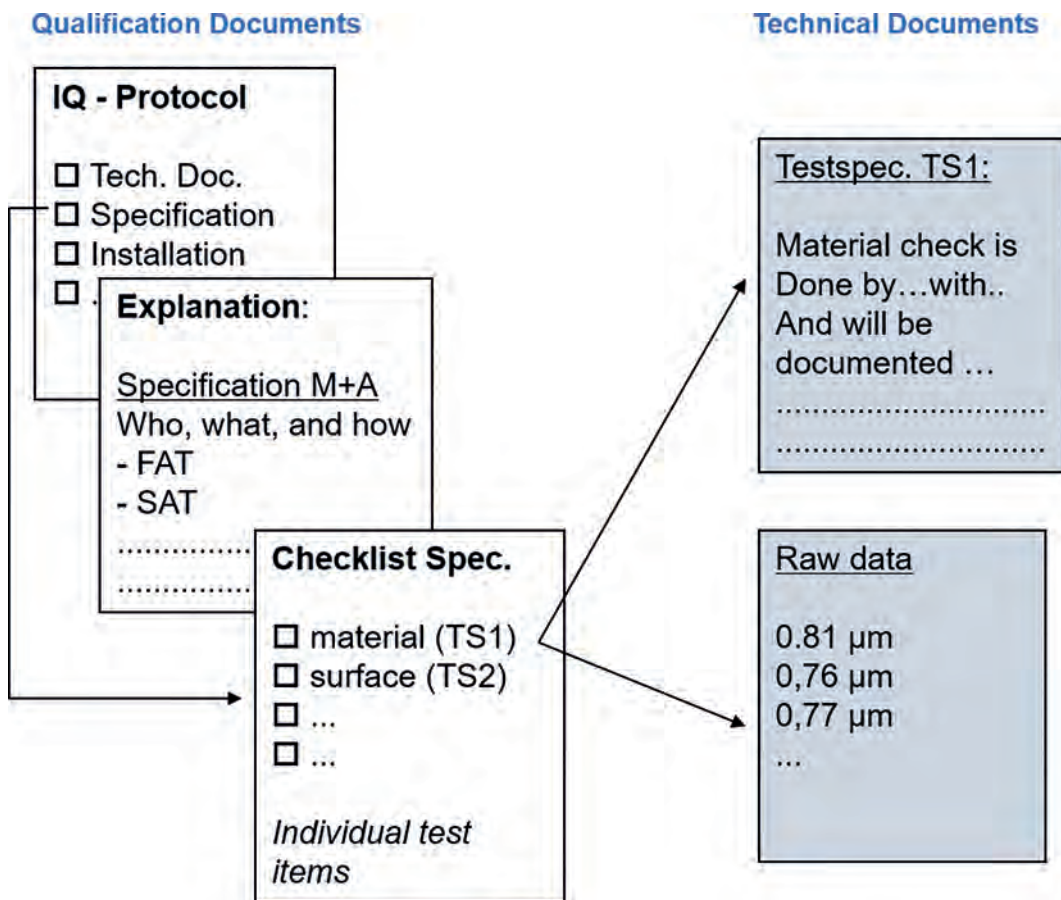 Qualification Documents
Technical Documents
IQ - Protocol
☐ Tech. Doc.
☐ Specification
☐ Installation
☐ .
Explanation:
Specification M+A
Who, what, and how
- FAT
- SAT
................
................
Checklist Spec.
☐ material (TS1)
☐ surface (TS2)
☐ ...
☐ ...
Individual test
items
Testspec. TS1:
Material check is
Done by…with..
And will be
documented …
..............................
..............................
Raw data
0.81 µm
0,76 µm
0,77 µm
...